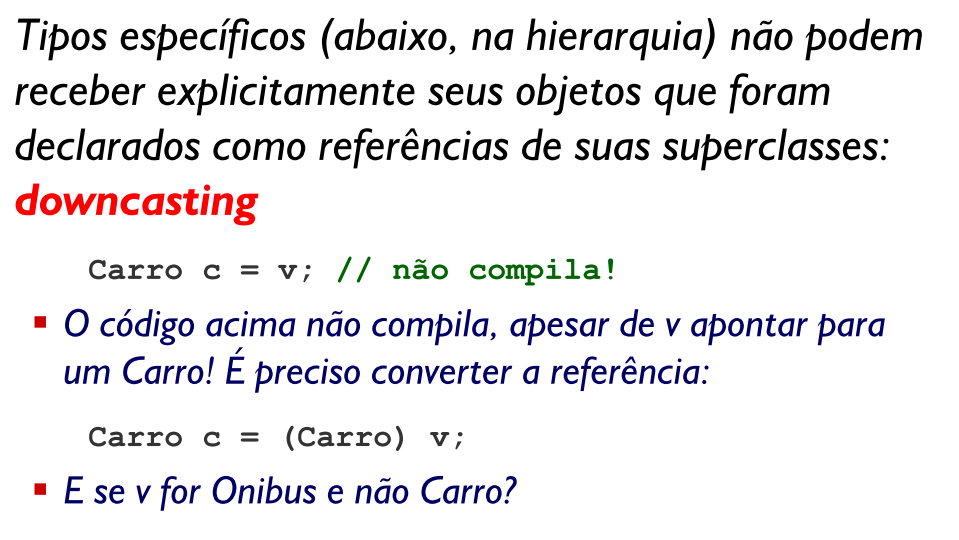 Tipos específicos (abaixo, na hierarquia) não podem
receber explicitamente seus objetos que foram
declarados como referências de suas superclasses:
downcasting
Carro c = v; // não compila!
▪ O código acima não compila, apesar de v apontar para
um Carro! É preciso converter a referência:
Carro c = (Carro) v;
▪ E se v for Onibus e não Carro?